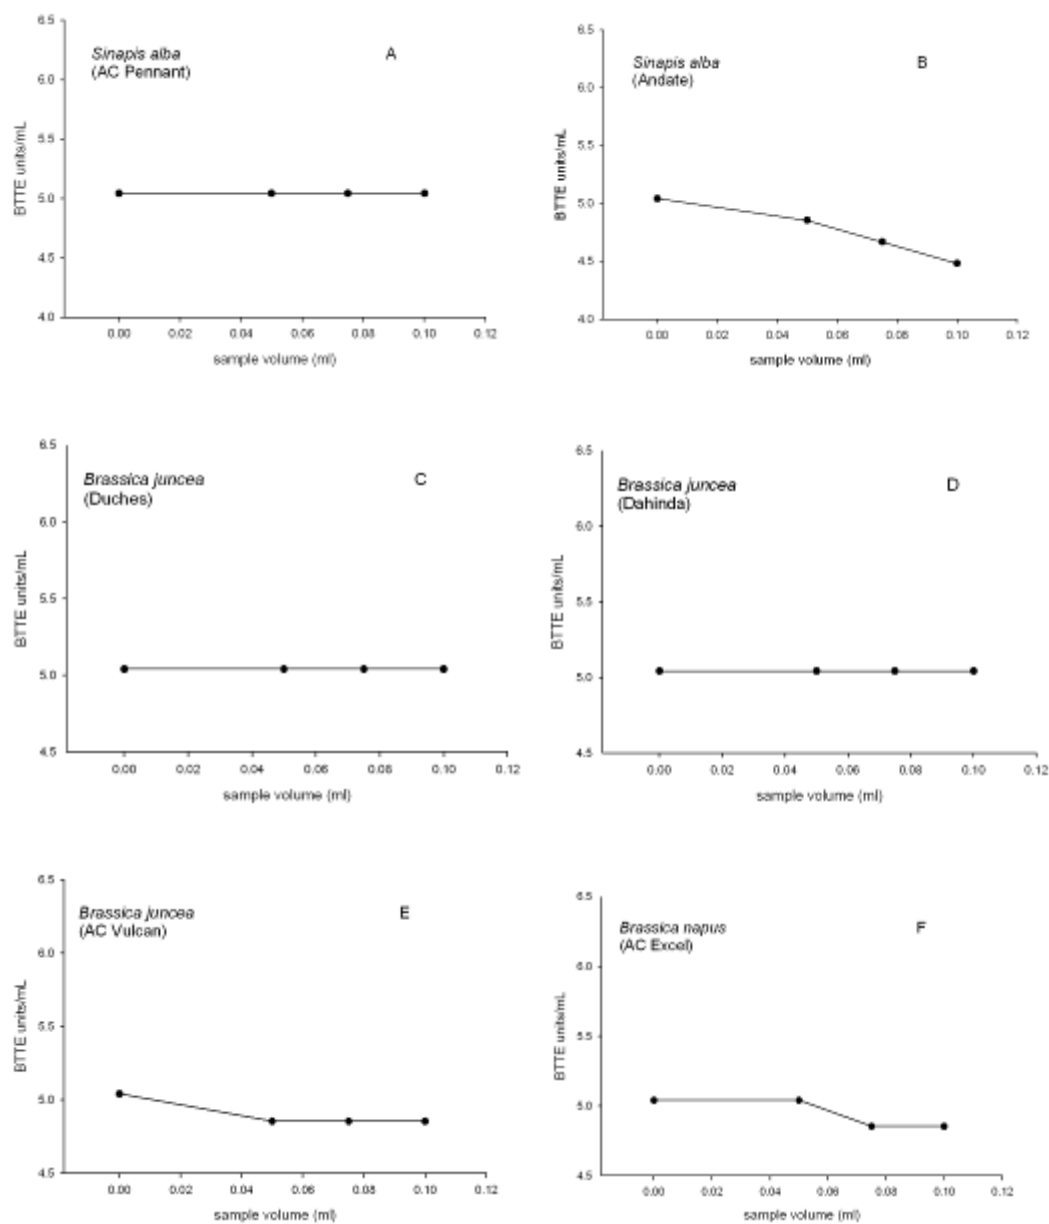 Sinapis alba
(AC Pennant)
A
BTTE units/mL
6.5
6.0
5.5
5.0
4.5
4.0
0.00 0.02 0.04 0.06 0.08 0.10 0.12
sample volume (ml)
Sinapis alba
(Andate)
B
BTTE units/mL
6.5
6.0
5.5
5.0
4.5
4.0
0.00 0.02 0.04 0.06 0.08 0.10 0.12
sample volume (ml)
Brassica juncea
(Duches)
C
BTTE units/mL
6.5
6.0
5.5
5.0
4.5
0.00 0.02 0.04 0.06 0.08 0.10 0.12
sample volume (ml)
Brassica juncea
(Dahinda)
D
BTTE units/mL
6.5
6.0
5.5
5.0
4.5
0.00 0.02 0.04 0.06 0.08 0.10 0.12
sample volume (ml)
Brassica juncea
(AC Vulcan)
E
BTTE units/mL
6.5
6.0
5.5
5.0
4.5
0.00 0.02 0.04 0.06 0.08 0.10 0.12
sample volume (ml)
Brassica napus
(AC Excel)
F
BTTE units/mL
6.5
6.0
5.5
5.0
4.5
0.00 0.02 0.04 0.06 0.08 0.10 0.12
sample volume (ml)